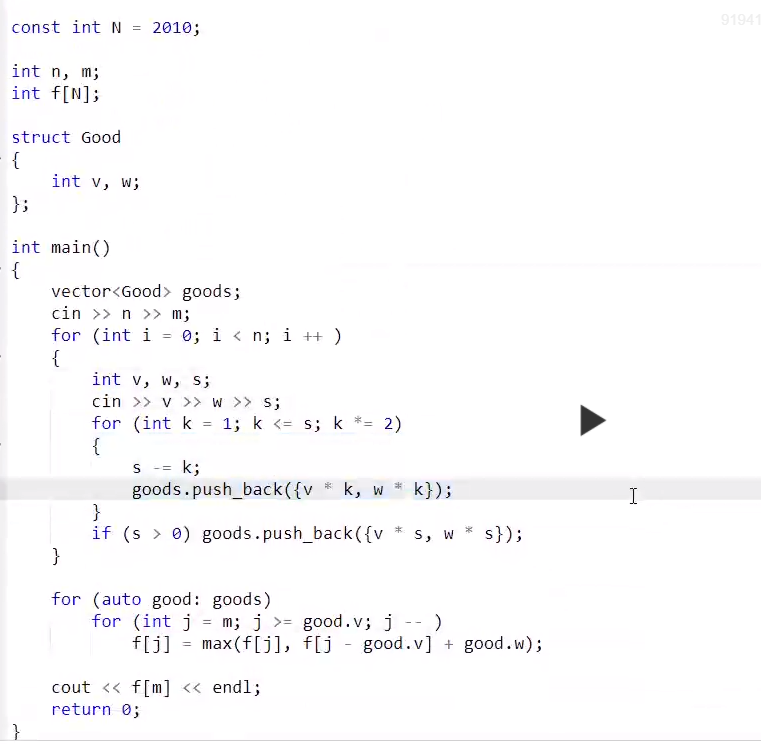 91941
const int N = 2010;
int n, m;
int f[N];
struct Good
{
    int v, w;
};
int main()
{
    vector<Good> goods;
    cin >> n >> m;
    for (int i = 0; i < n; i ++ )
    {
        int v, w, s;
        cin >> v >> w >> s;
        for (int k = 1; k <= s; k *= 2)
        {
            s -= k;
            goods.push_back({v * k, w * k});
        }
        if (s > 0) goods.push_back({v * s, w * s});
    }
    for (auto good: goods)
        for (int j = m; j >= good.v; j -- )
            f[j] = max(f[j], f[j - good.v] + good.w);
    cout << f[m] << endl;
    return 0;
}